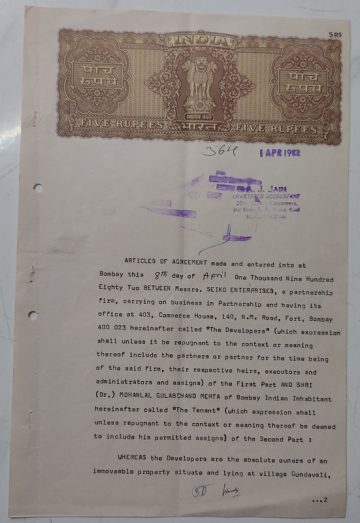 5 RS
INDIA
पांच
रूपये
पांच
रूपये
FIVE RUPEES
भारत
FIVE RUPEES
364
1 APR 1982
A. J. JAIN
CHARTERED ACCOUNTANT
ARTICLES OF AGREEMENT made and entered into at
Bombay this 8th day of April One Thousand Nine Hundred
Eighty Two BETWEEN Messrs. SEIKO ENTERPRISES, a partnership
firm, carrying on business in Partnership and having its
office at 403, Commerce House, 140, N.M. Road, Fort, Bombay
400 023 hereinafter called "The Developers" (which expression
shall unless it be repugnant to the context or meaning
thereof include the partners or partner for the time being
of the said firm, their respective heirs, executors and
administrators and assigns) of the First Part AND SHRI
(Dr.) MOHANLAL GULABCHAND MEHTA of Bombay Indian Inhabitant
hereinafter called "The Tenant" (which expression shall
unless repugnant to the context or meaning thereof be deemed
to include his permitted assigns) of the Second Part :
WHEREAS the Developers are the absolute owners of an
immoveable property situate and lying at village Gundavali,
...2